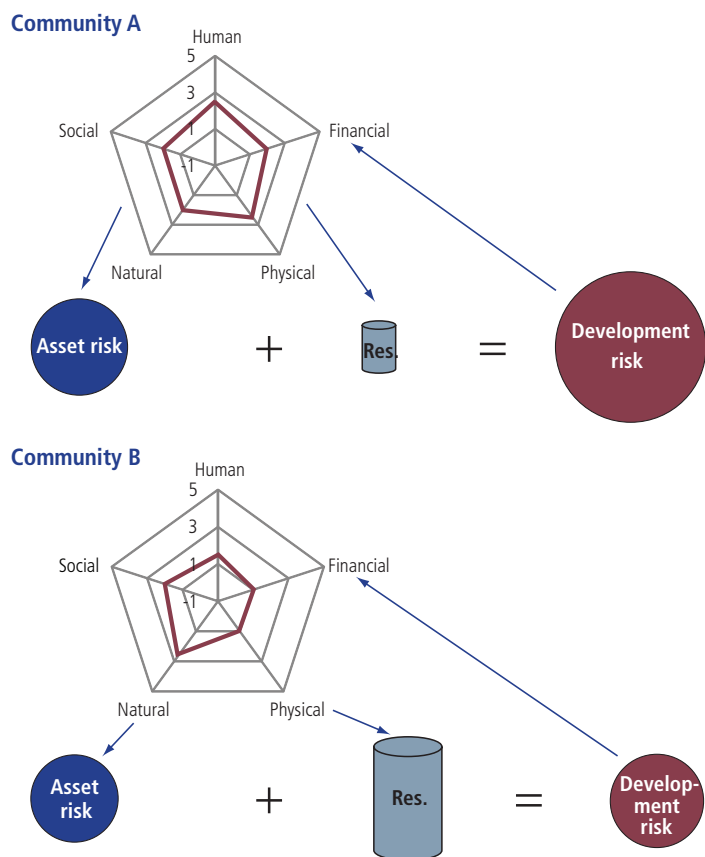 Community A
Human
5
3
1
-1
Social
Financial
Natural
Physical
Asset risk
+
Res.
=
Development
risk
Community B
Human
5
3
1
-1
Social
Financial
Natural
Physical
Asset
risk
+
Res.
=
Develop-
ment
risk